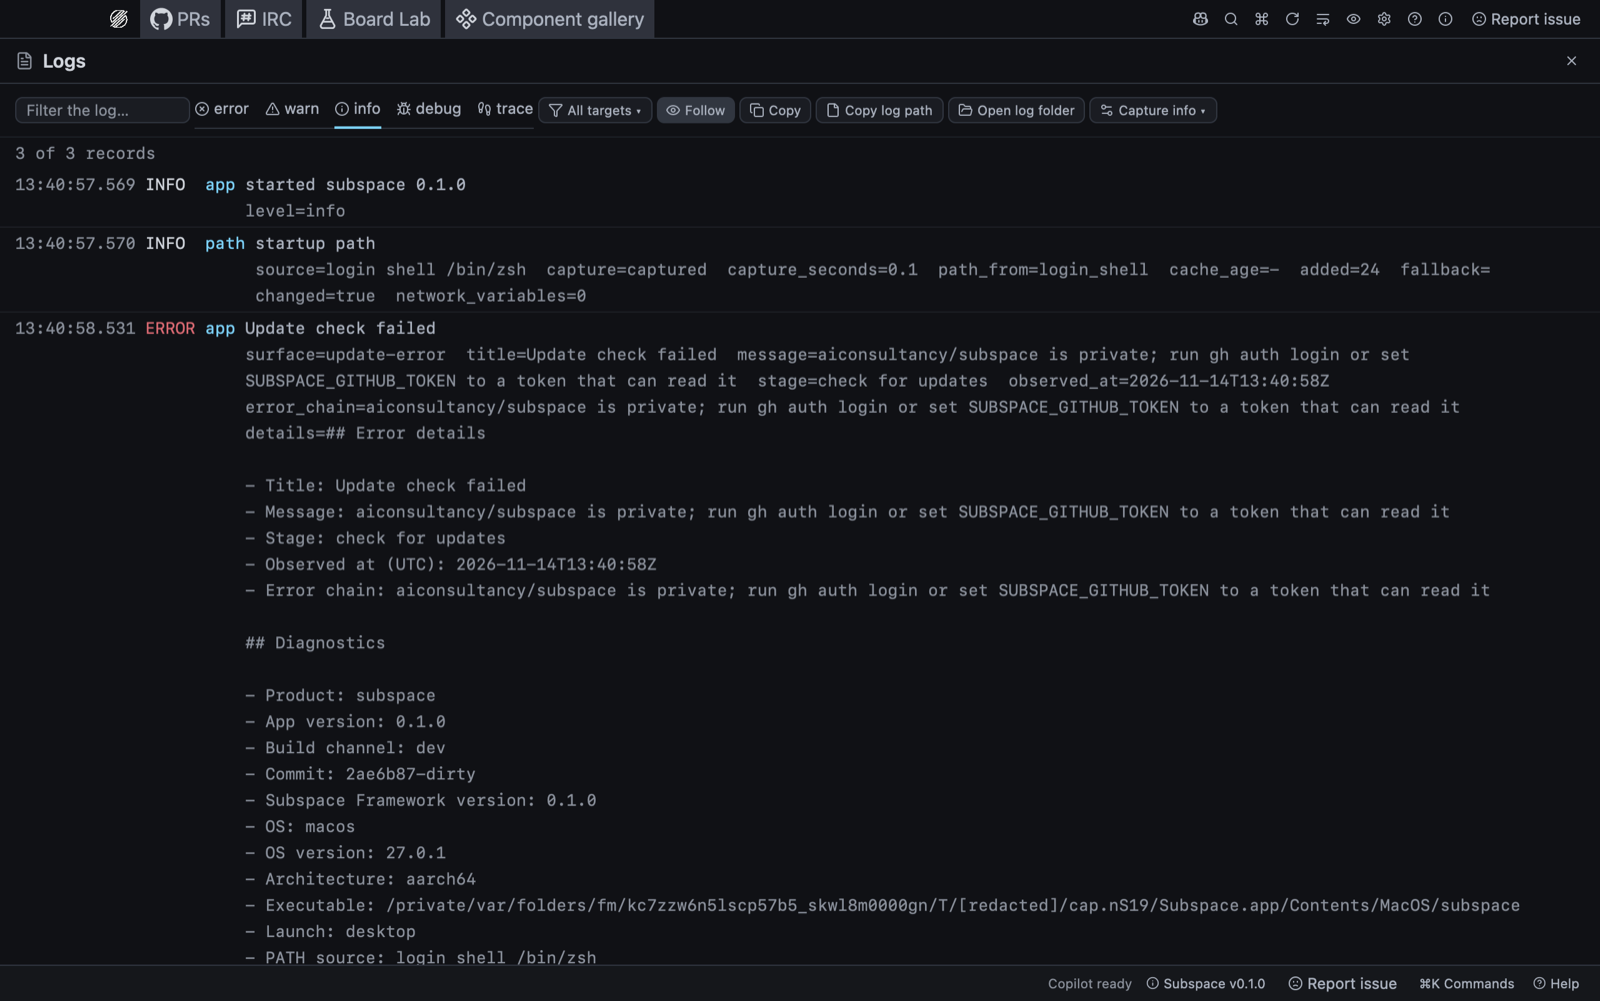 PRs IRC Board Lab Component gallery Report issue
Logs
Filter the log... error warn info debug trace All targets Follow Copy Copy log path Open log folder Capture info
3 of 3 records
13:40:57.569 INFO app started subspace 0.1.0
level=info
13:40:57.570 INFO path startup path
source=login shell /bin/zsh capture=captured capture_seconds=0.1 path_from=login_shell cache_age=– added=24 fallback=
changed=true network_variables=0
13:40:58.531 ERROR app Update check failed
surface=update-error title=Update check failed message=aiconsultancy/subspace is private; run gh auth login or set
SUBSPACE_GITHUB_TOKEN to a token that can read it stage=check for updates observed_at=2026-11-14T13:40:58Z
error_chain=aiconsultancy/subspace is private; run gh auth login or set SUBSPACE_GITHUB_TOKEN to a token that can read it
details=## Error details
– Title: Update check failed
– Message: aiconsultancy/subspace is private; run gh auth login or set SUBSPACE_GITHUB_TOKEN to a token that can read it
– Stage: check for updates
– Observed at (UTC): 2026-11-14T13:40:58Z
– Error chain: aiconsultancy/subspace is private; run gh auth login or set SUBSPACE_GITHUB_TOKEN to a token that can read it
## Diagnostics
– Product: subspace
– App version: 0.1.0
– Build channel: dev
– Commit: 2ae6b87-dirty
– Subspace Framework version: 0.1.0
– OS: macos
– OS version: 27.0.1
– Architecture: aarch64
– Executable: /private/var/folders/fm/kc7zzw6n5lscp57b5_skwl8m0000gn/T/[redacted]/cap.nS19/Subspace.app/Contents/MacOS/subspace
– Launch: desktop
– PATH source: login shell /bin/zsh
Copilot ready Subspace v0.1.0 Report issue ⌘K Commands Help